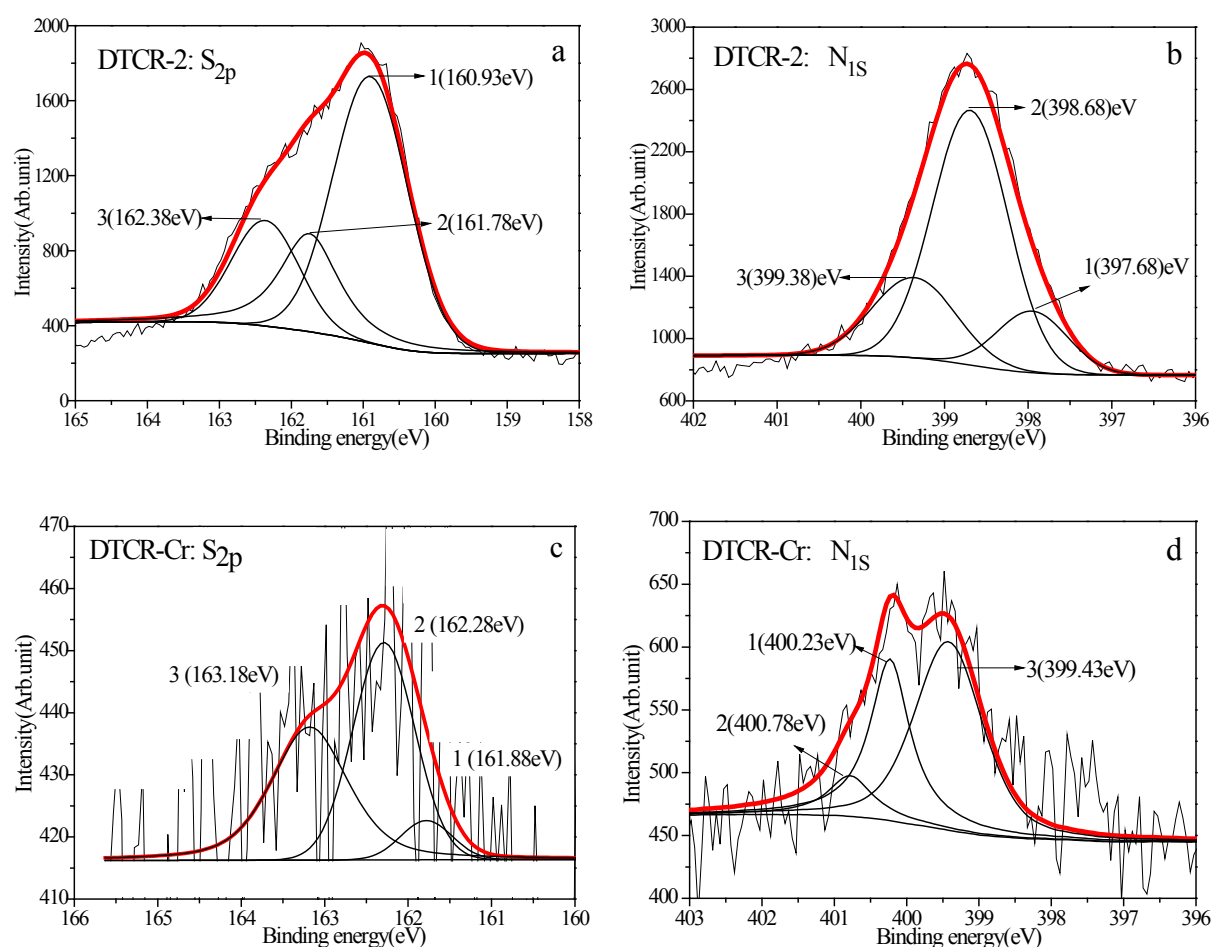 DTCR-2: S2p
a
1(160.93eV)
3(162.38eV)
2(161.78eV)
Intensity(Arb.unit)
2000
1600
1200
800
400
0
165 164 163 162 161 160 159 158
Binding energy(eV)
DTCR-2: N1S
b
2(398.68)eV
3(399.38)eV
1(397.68)eV
Intensity(Arb.unit)
3000
2600
2200
1800
1400
1000
600
402 401 400 399 398 397 396
Binding energy(eV)
DTCR-Cr: S2p
c
2 (162.28eV)
3 (163.18eV)
1 (161.88eV)
Intensity(Arb.unit)
470
460
450
440
430
420
410
166 165 164 163 162 161 160
Binding energy(eV)
DTCR-Cr: N1S
d
1(400.23eV)
3(399.43eV)
2(400.78eV)
Intensity(Arb.unit)
700
650
600
550
500
450
400
403 402 401 400 399 398 397 396
Binding energy(eV)